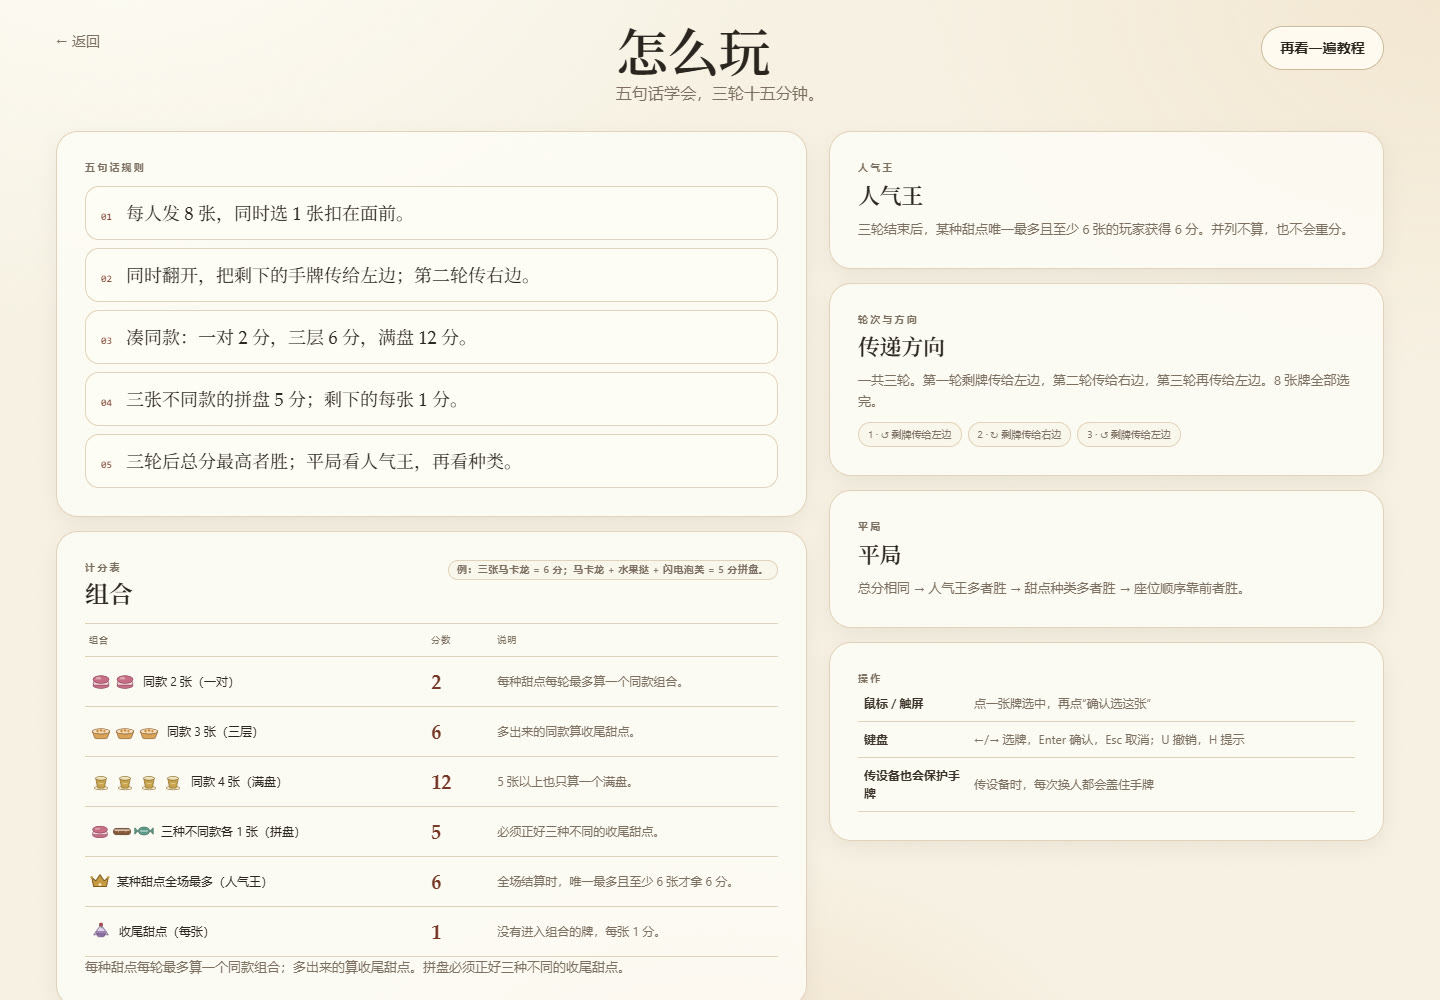 ← 返回
怎么玩
五句话学会，三轮十五分钟。
再看一遍教程
五句话规则
01 每人发 8 张，同时选 1 张扣在面前。
02 同时翻开，把剩下的手牌传给左边；第二轮传右边。
03 凑同款：一对 2 分，三层 6 分，满盘 12 分。
04 三张不同款的拼盘 5 分；剩下的每张 1 分。
05 三轮后总分最高者胜；平局看人气王，再看种类。
计分表
组合
例：三张马卡龙 = 6 分；马卡龙 + 水果挞 + 闪电泡芙 = 5 分拼盘。
组合 分数 说明
同款 2 张（一对） 2 每种甜点每轮最多算一个同款组合。
同款 3 张（三层） 6 多出来的同款算收尾甜点。
同款 4 张（满盘） 12 5 张以上也只算一个满盘。
三种不同款各 1 张（拼盘） 5 必须正好三种不同的收尾甜点。
某种甜点全场最多（人气王） 6 全场结算时，唯一最多且至少 6 张才拿 6 分。
收尾甜点（每张） 1 没有进入组合的牌，每张 1 分。
每种甜点每轮最多算一个同款组合；多出来的算收尾甜点。拼盘必须正好三种不同的收尾甜点。
人气王
人气王
三轮结束后，某种甜点唯一最多且至少 6 张的玩家获得 6 分。并列不算，也不会重分。
轮次与方向
传递方向
一共三轮。第一轮剩牌传给左边，第二轮传给右边，第三轮再传给左边。8 张牌全部选
完。
1 · ↺ 剩牌传给左边 2 · ↻ 剩牌传给右边 3 · ↺ 剩牌传给左边
平局
平局
总分相同 → 人气王多者胜 → 甜点种类多者胜 → 座位顺序靠前者胜。
操作
鼠标 / 触屏 点一张牌选中，再点“确认选这张”
键盘 ←/→ 选牌，Enter 确认，Esc 取消；U 撤销，H 提示
传设备也会保护手
牌 传设备时，每次换人都会盖住手牌